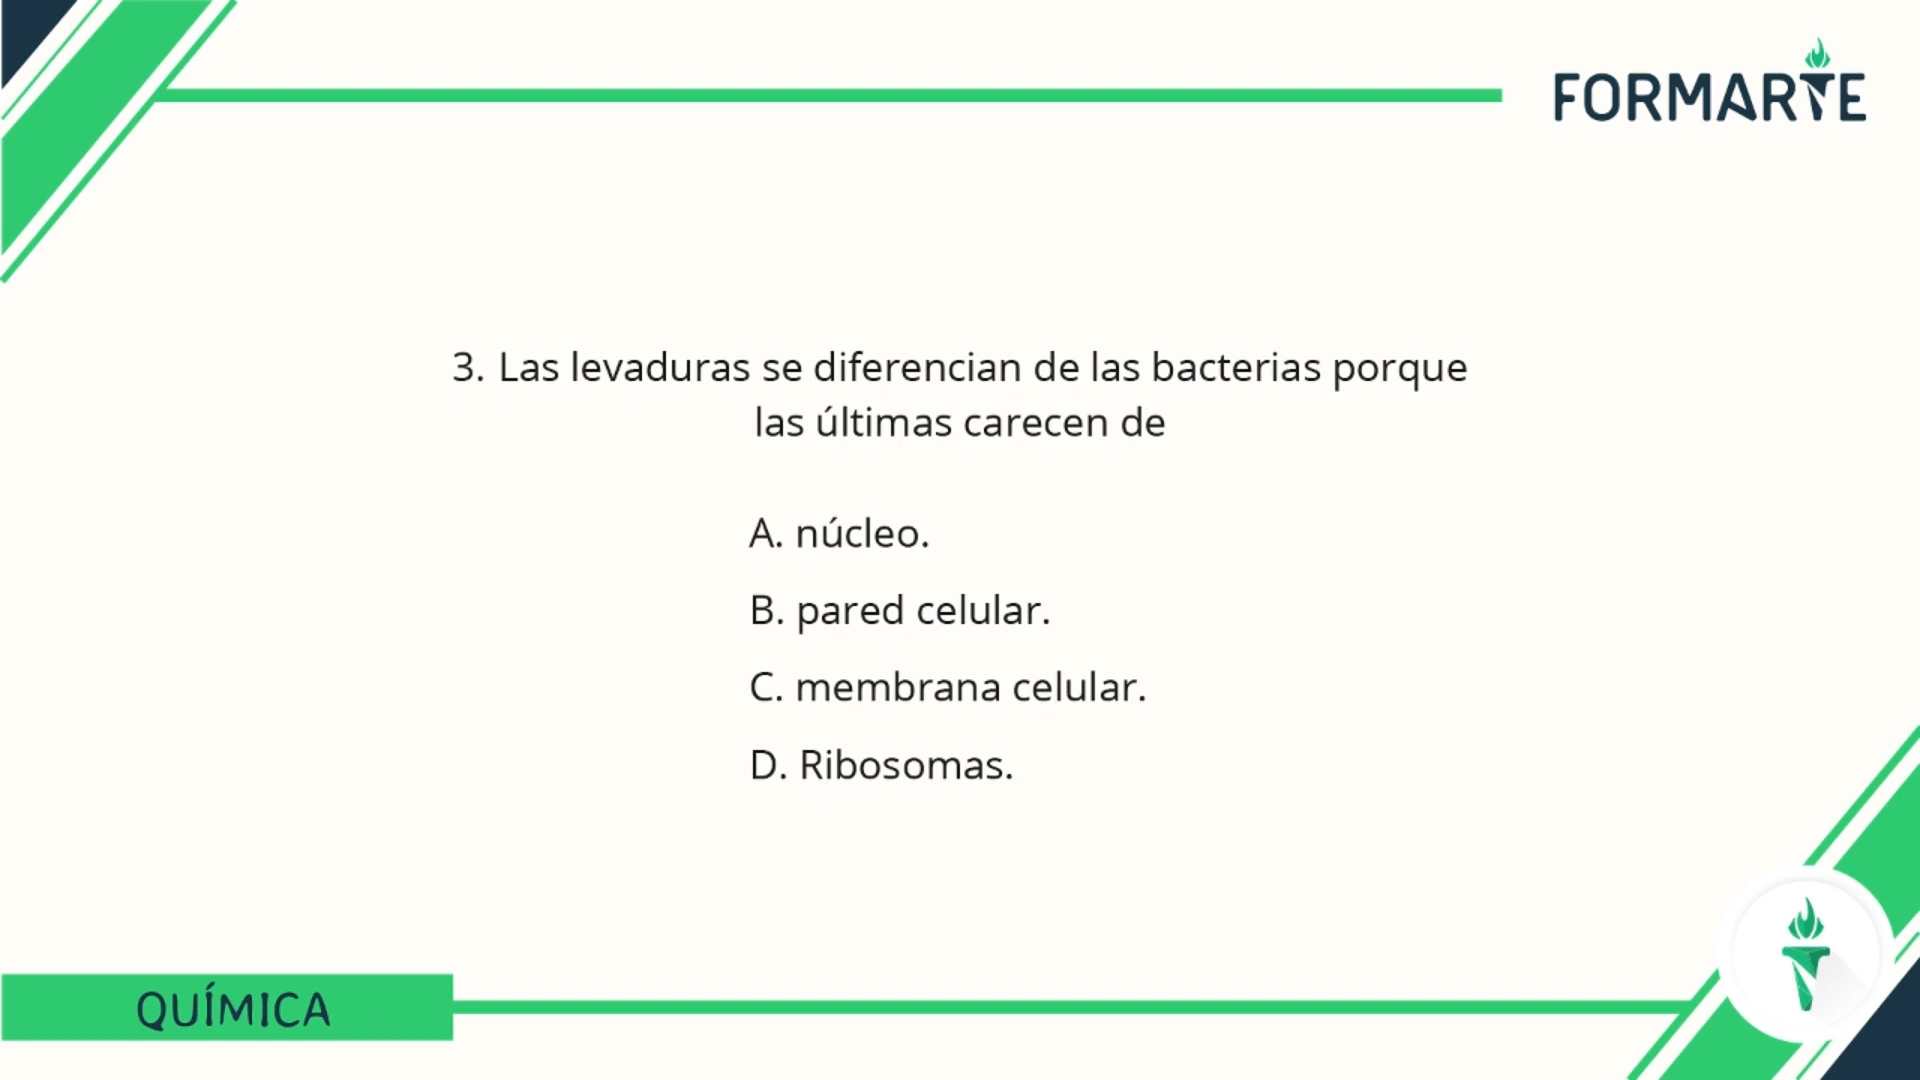 FORMARTE
3. Las levaduras se diferencian de las bacterias porque
las últimas carecen de
A. núcleo.
B. pared celular.
C. membrana celular.
D. Ribosomas.
QUÍMICA